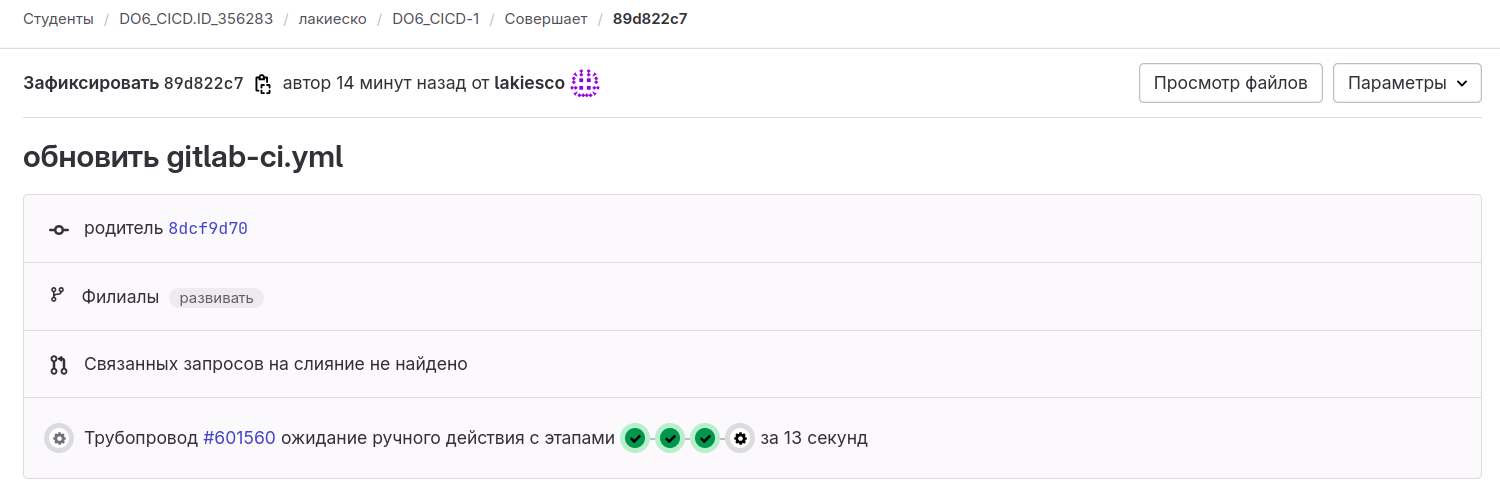 Студенты / DO6_CICD.ID_356283 / лакиеско / DO6_CICD-1 / Совершает / 89d822c7
Зафиксировать 89d822c7 автор 14 минут назад от lakiesco Просмотр файлов Параметры
обновить gitlab-ci.yml
родитель 8dcf9d70
Филиалы развивать
Связанных запросов на слияние не найдено
Трубопровод #601560 ожидание ручного действия с этапами за 13 секунд